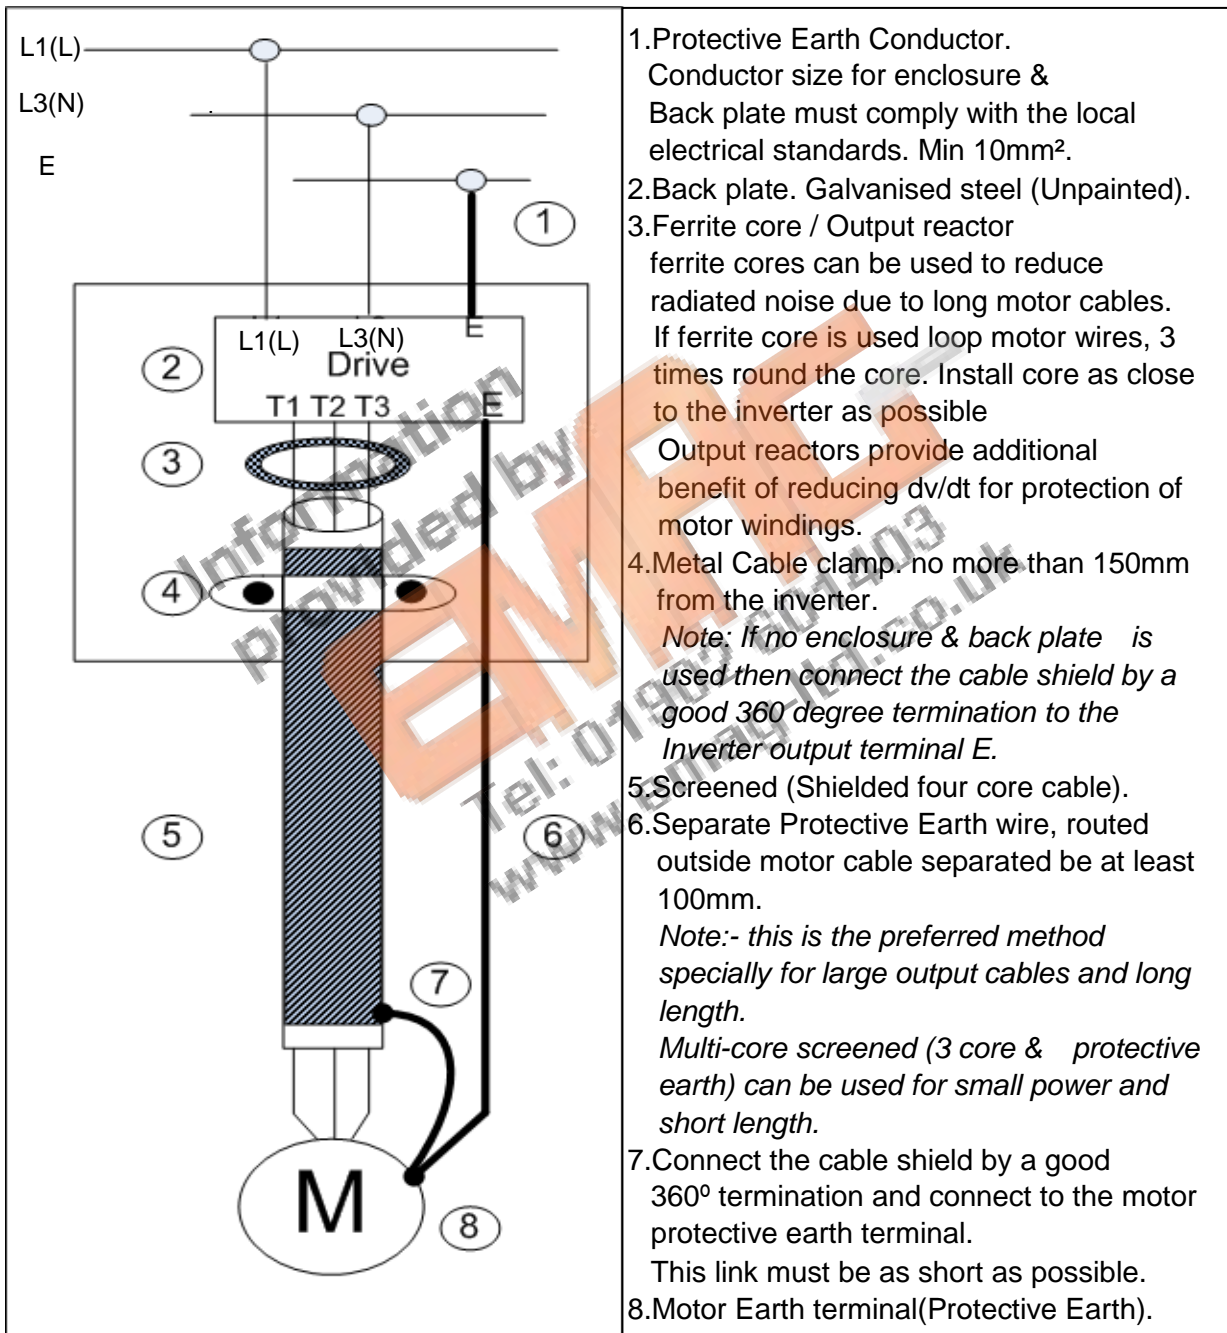 L1(L)
L3(N)
E
1
L1(L) L3(N) E
Drive
T1 T2 T3 E
2
3
4
5
6
7
M
8
1.Protective Earth Conductor.
Conductor size for enclosure &
Back plate must comply with the local
electrical standards. Min 10mm².
2.Back plate. Galvanised steel (Unpainted).
3.Ferrite core / Output reactor
ferrite cores can be used to reduce
radiated noise due to long motor cables.
If ferrite core is used loop motor wires, 3
times round the core. Install core as close
to the inverter as possible
Output reactors provide additional
benefit of reducing dv/dt for protection of
motor windings.
4.Metal Cable clamp. no more than 150mm
from the inverter.
Note: If no enclosure & back plate is
used then connect the cable shield by a
good 360 degree termination to the
Inverter output terminal E.
5.Screened (Shielded four core cable).
6.Separate Protective Earth wire, routed
outside motor cable separated be at least
100mm.
Note:- this is the preferred method
specially for large output cables and long
length.
Multi-core screened (3 core & protective
earth) can be used for small power and
short length.
7.Connect the cable shield by a good
360º termination and connect to the motor
protective earth terminal.
This link must be as short as possible.
8.Motor Earth terminal(Protective Earth).
Information
provided by
EMAG
Tel: 01902 601403
www.emag-ltd.co.uk